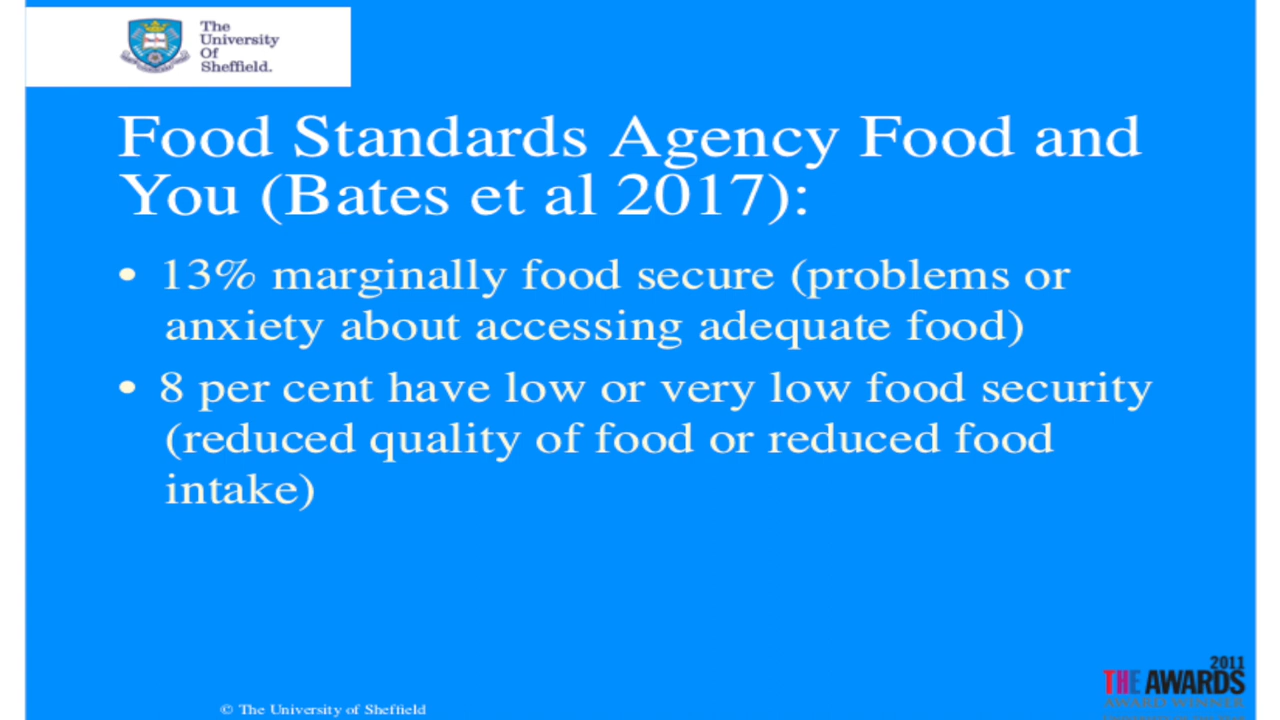 The
University
Of
Sheffield.
Food Standards Agency Food and
You (Bates et al 2017):
• 13% marginally food secure (problems or
anxiety about accessing adequate food)
• 8 per cent have low or very low food security
(reduced quality of food or reduced food
intake)
2011
THE AWARDS
AWARD WINNER
© The University of Sheffield